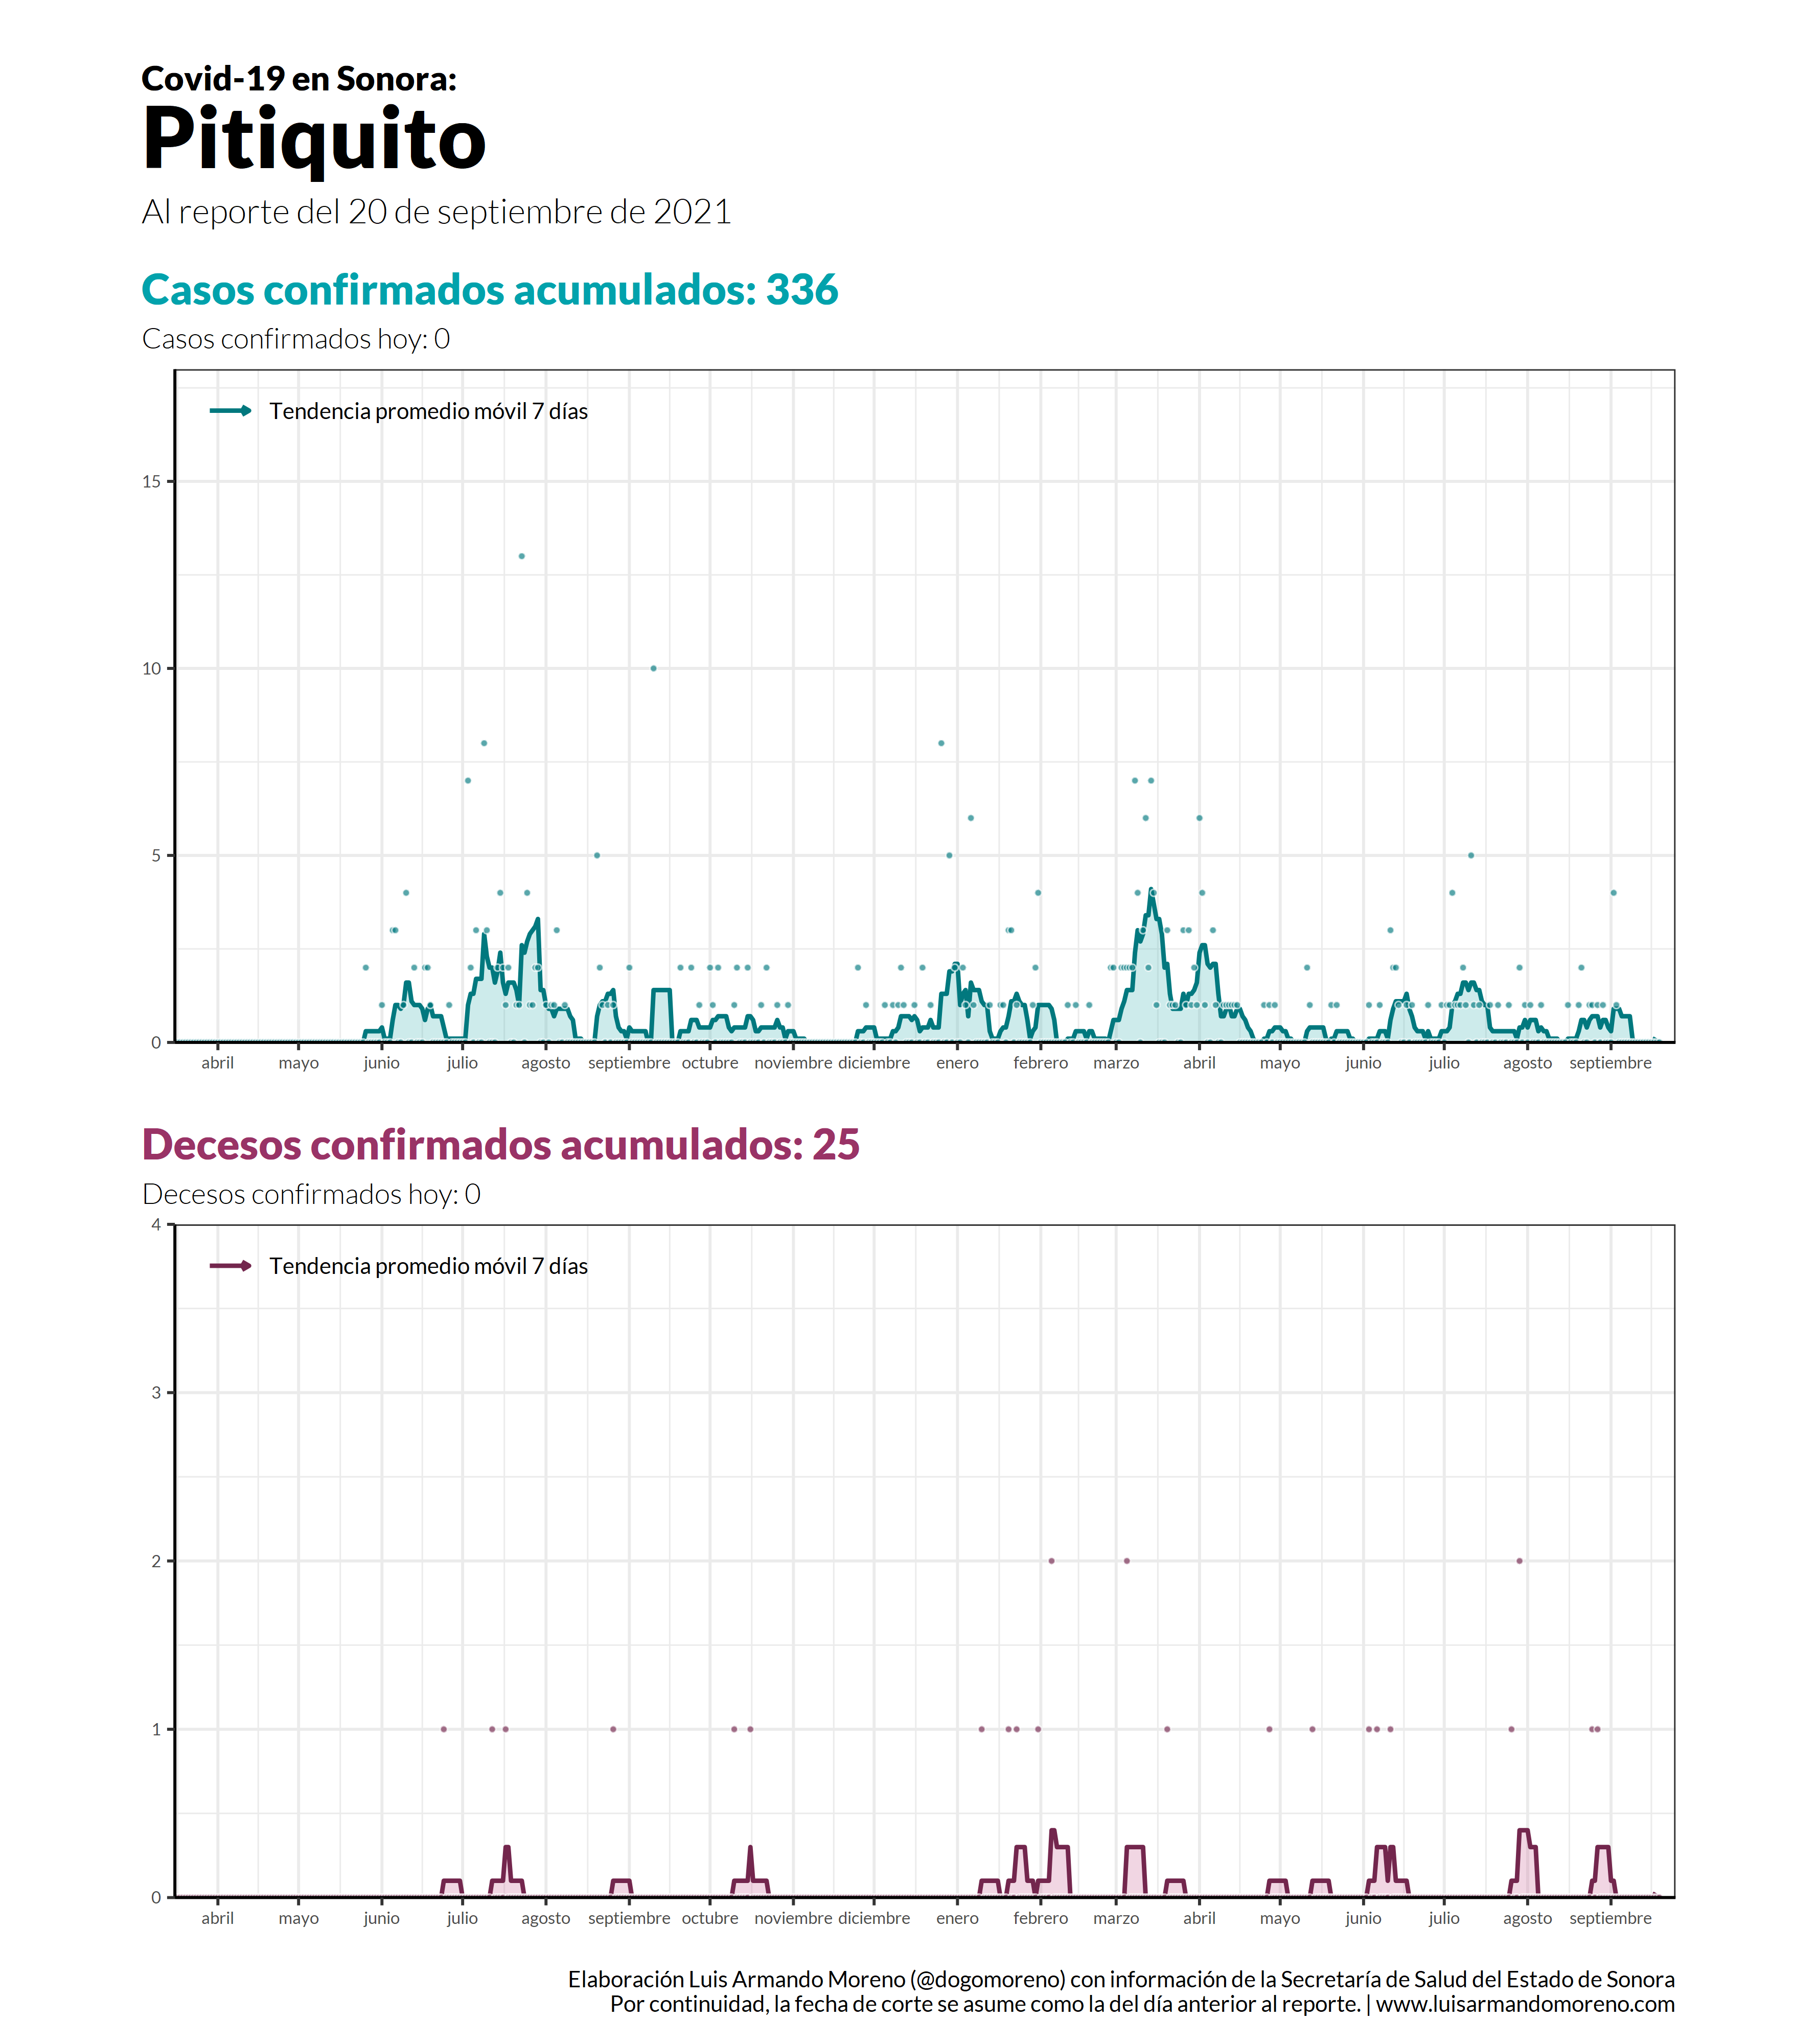 Covid-19 en Sonora:
Pitiquito
Al reporte del 20 de septiembre de 2021
Casos confirmados acumulados: 336
Casos confirmados hoy: 0
Tendencia promedio móvil 7 días
15
10
5
0
abril mayo junio julio agosto septiembre octubre noviembre diciembre enero febrero marzo abril mayo junio julio agosto septiembre
Decesos confirmados acumulados: 25
Decesos confirmados hoy: 0
4
Tendencia promedio móvil 7 días
3
2
1
0
abril mayo junio julio agosto septiembre octubre noviembre diciembre enero febrero marzo abril mayo junio julio agosto septiembre
Elaboración Luis Armando Moreno (@dogomoreno) con información de la Secretaría de Salud del Estado de Sonora
Por continuidad, la fecha de corte se asume como la del día anterior al reporte. | www.luisarmandomoreno.com